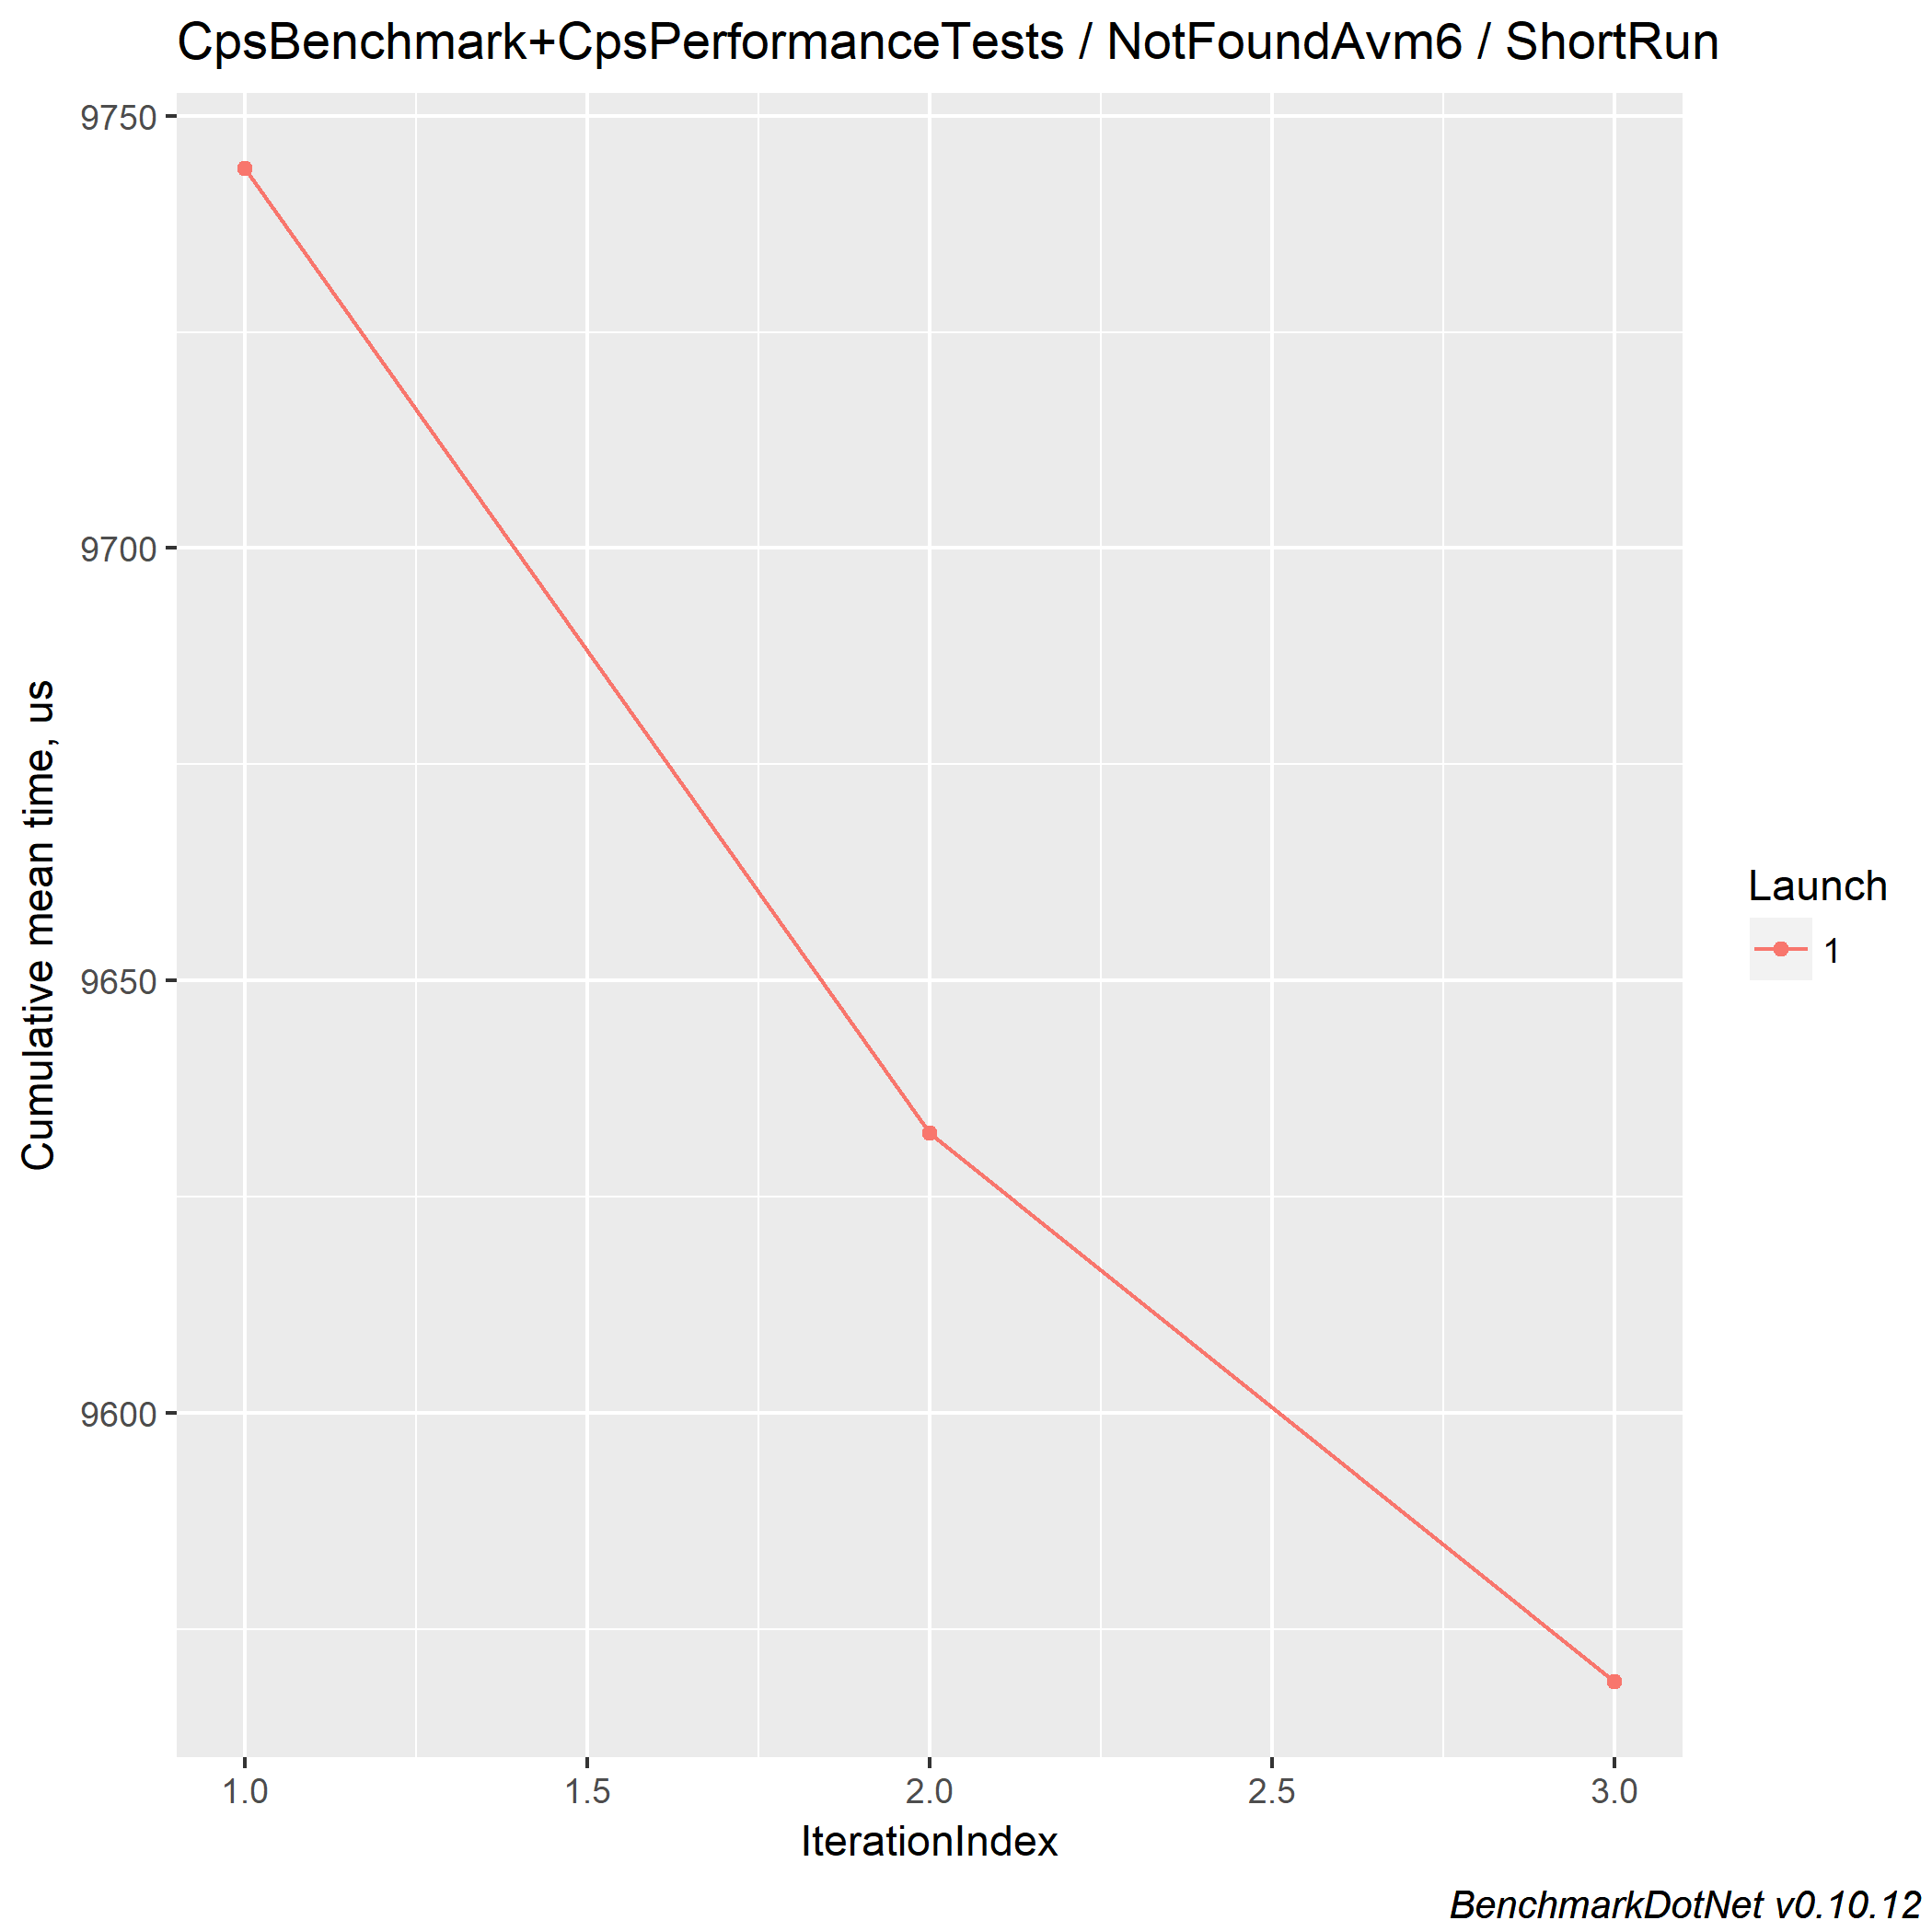 CpsBenchmark+CpsPerformanceTests / NotFoundAvm6 / ShortRun
9750
9700
9650
9600
Cumulative mean time, us
1.0 1.5 2.0 2.5 3.0
IterationIndex
Launch
1
BenchmarkDotNet v0.10.12